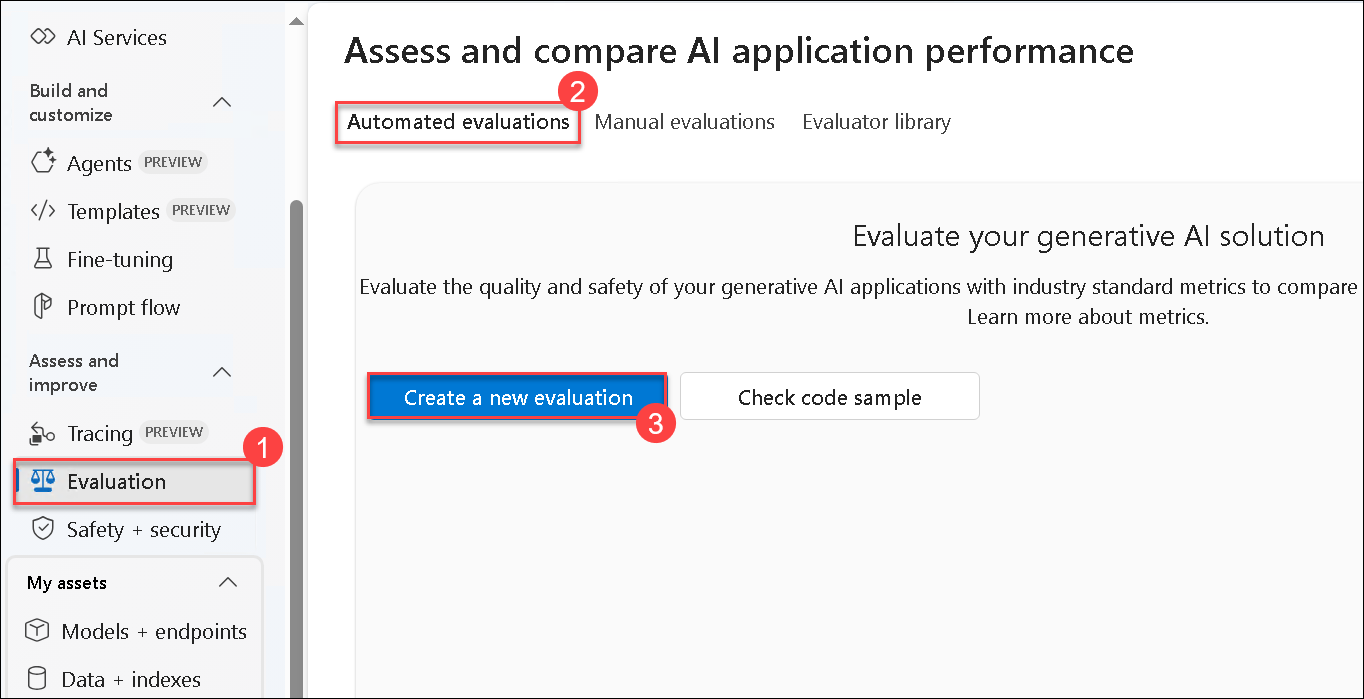 AI Services
Build and
customize
Agents PREVIEW
Templates PREVIEW
Fine-tuning
Prompt flow
Assess and
improve
Tracing PREVIEW
1
Evaluation
Safety + security
My assets
Models + endpoints
Data + indexes
Assess and compare AI application performance
2
Automated evaluations Manual evaluations Evaluator library
Evaluate your generative AI solution
Evaluate the quality and safety of your generative AI applications with industry standard metrics to compare
Learn more about metrics.
Create a new evaluation Check code sample
3